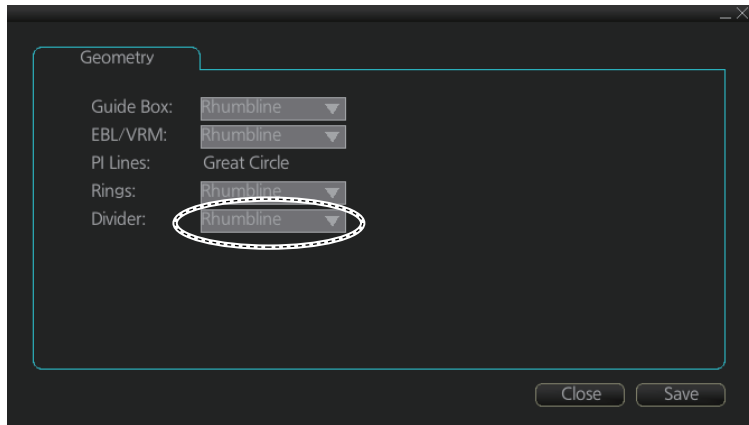 Geometry
Guide Box: Rhumbline
EBL/VRM: Rhumbline
PI Lines: Great Circle
Rings: Rhumbline
Divider: Rhumbline
Close Save